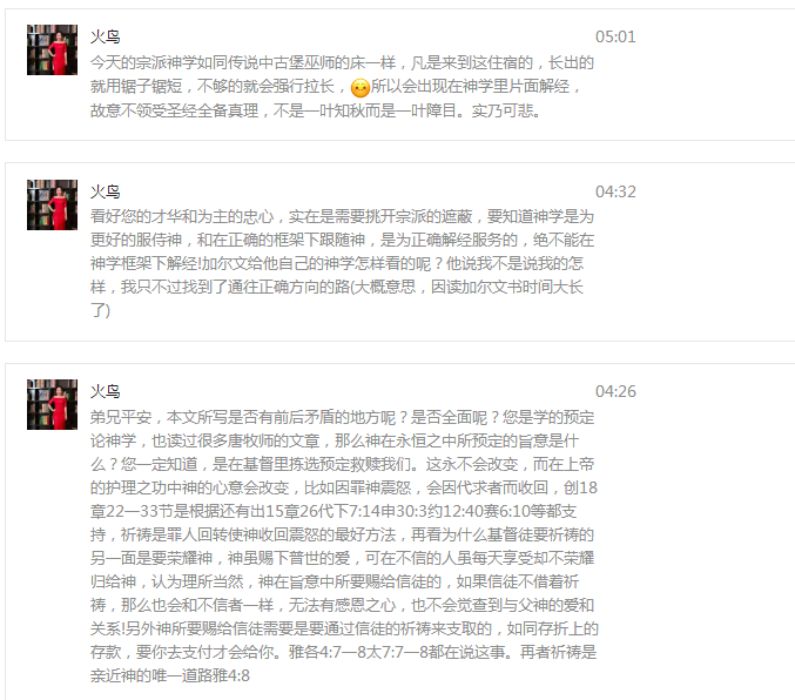 火鸟 05:01
今天的宗派神学如同传说中古堡巫师的床一样，凡是来到这住宿的，长出的
就用锯子锯短，不够的就会强行拉长，所以会出现在神学里片面解经，
故意不领受圣经全备真理，不是一叶知秋而是一叶障目。实乃可悲。
火鸟 04:32
看好您的才华和为主的忠心，实在是需要挑开宗派的遮蔽，要知道神学是为
更好的服侍神，和在正确的框架下跟随神，是为正确解经服务的，绝不能在
神学框架下解经!加尔文给他自己的神学怎样看的呢？他说我不是说我的怎
样，我只不过找到了通往正确方向的路(大概意思，因读加尔文书时间大长
了)
火鸟 04:26
弟兄平安，本文所写是否有前后矛盾的地方呢？是否全面呢？您是学的预定
论神学，也读过很多唐牧师的文章，那么神在永恒之中所预定的旨意是什
么？您一定知道，是在基督里拣选预定救赎我们。这永不会改变，而在上帝
的护理之功中神的心意会改变，比如因罪神震怒，会因代求者而收回，创18
章22—33节是根据还有出15章26代下7:14申30:3约12:40赛6:10等都支
持，祈祷是罪人回转使神收回震怒的最好方法，再看为什么基督徒要祈祷的
另一面是要荣耀神，神虽赐下普世的爱，可在不信的人虽每天享受却不荣耀
归给神，认为理所当然，神在旨意中所要赐给信徒的，如果信徒不借着祈
祷，那么也会和不信者一样，无法有感恩之心，也不会觉查到与父神的爱和
关系!另外神所要赐给信徒需要是要通过信徒的祈祷来支取的，如同存折上的
存款，要你去支付才会给你。雅各4:7—8太7:7—8都在说这事。再者祈祷是
亲近神的唯一道路雅4:8